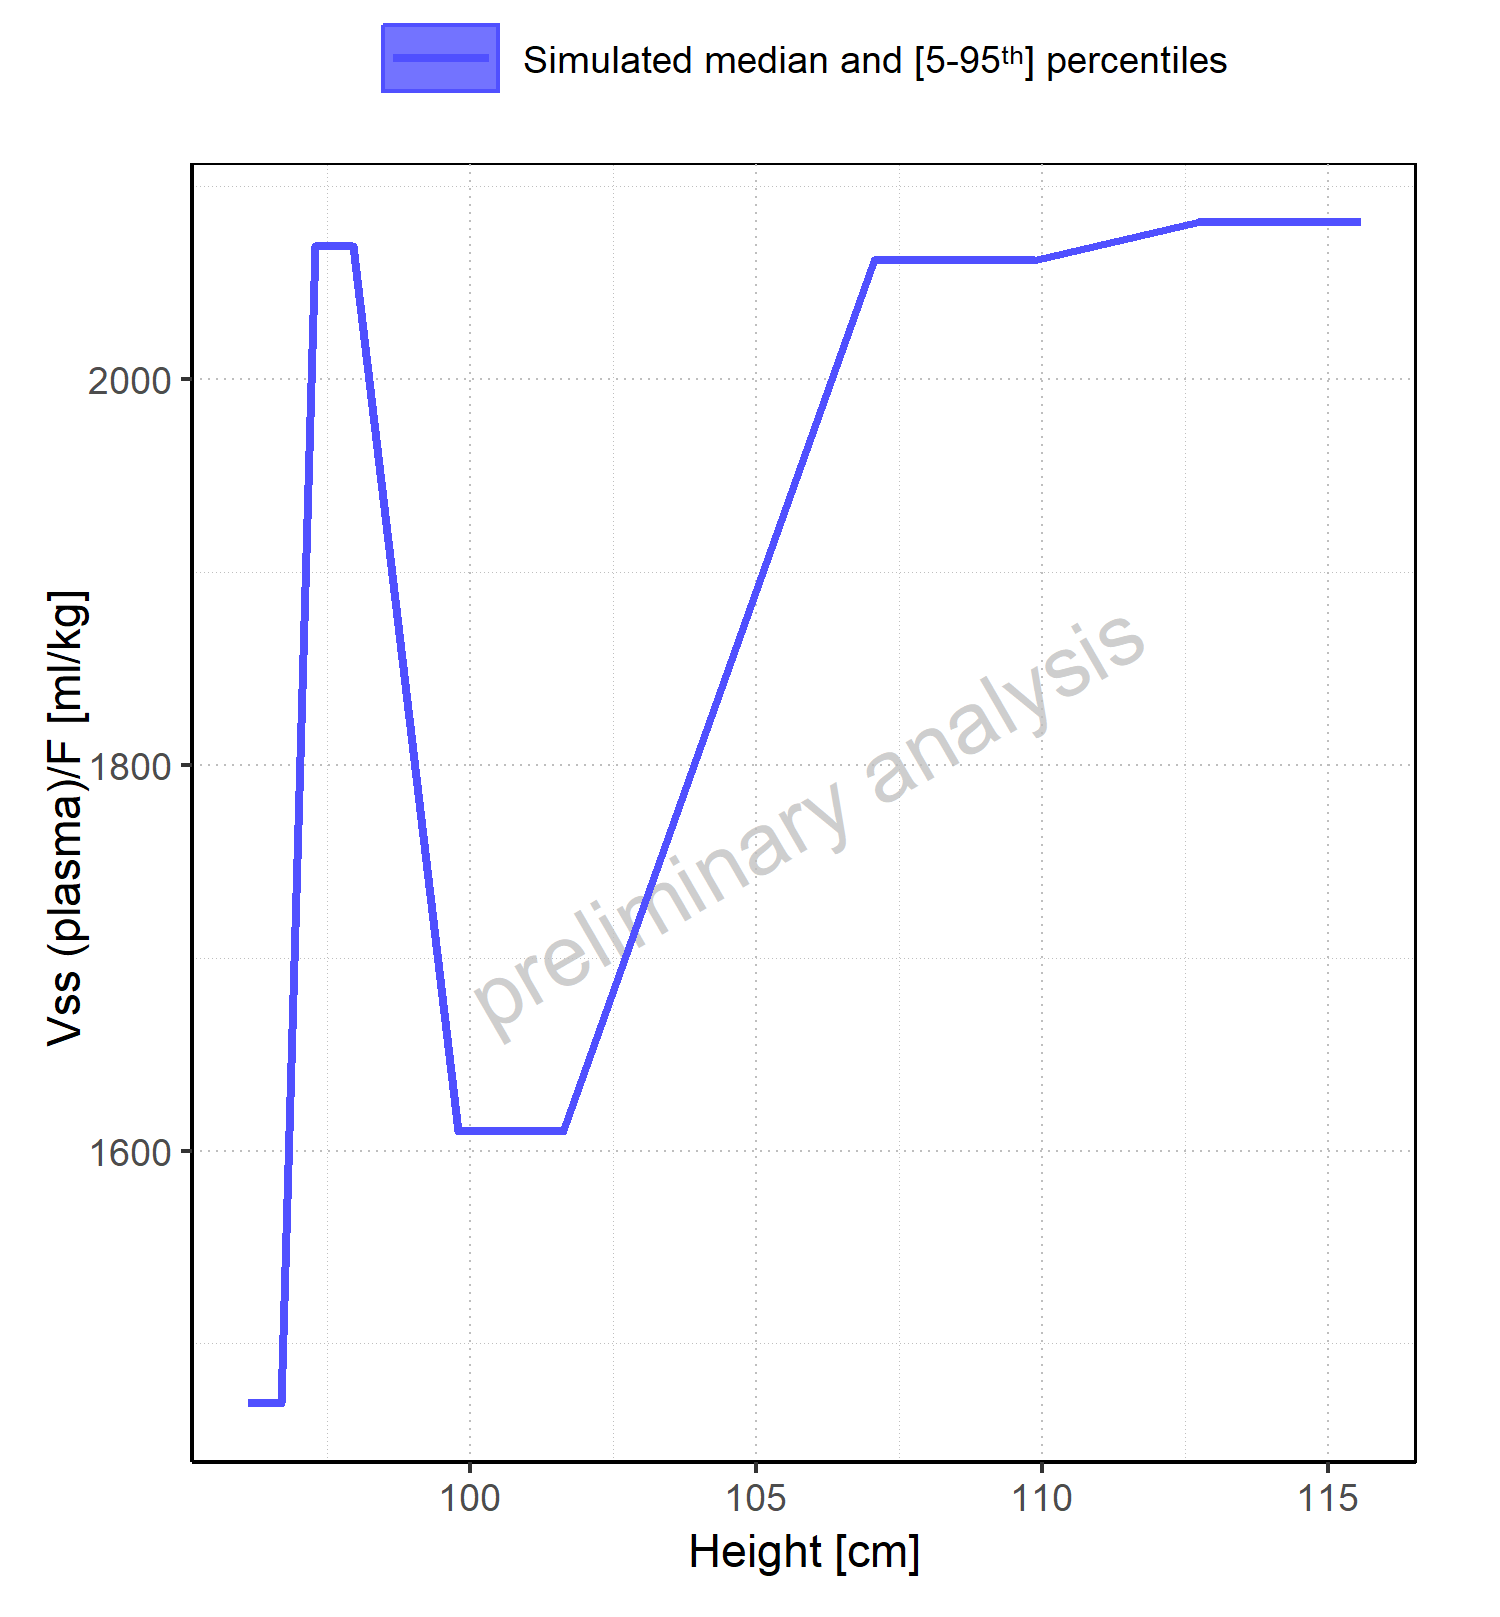 Simulated median and [5-95ᵗʰ] percentiles
2000
1800
1600
Vss (plasma)/F [ml/kg]
preliminary analysis
100
105
110
115
Height [cm]